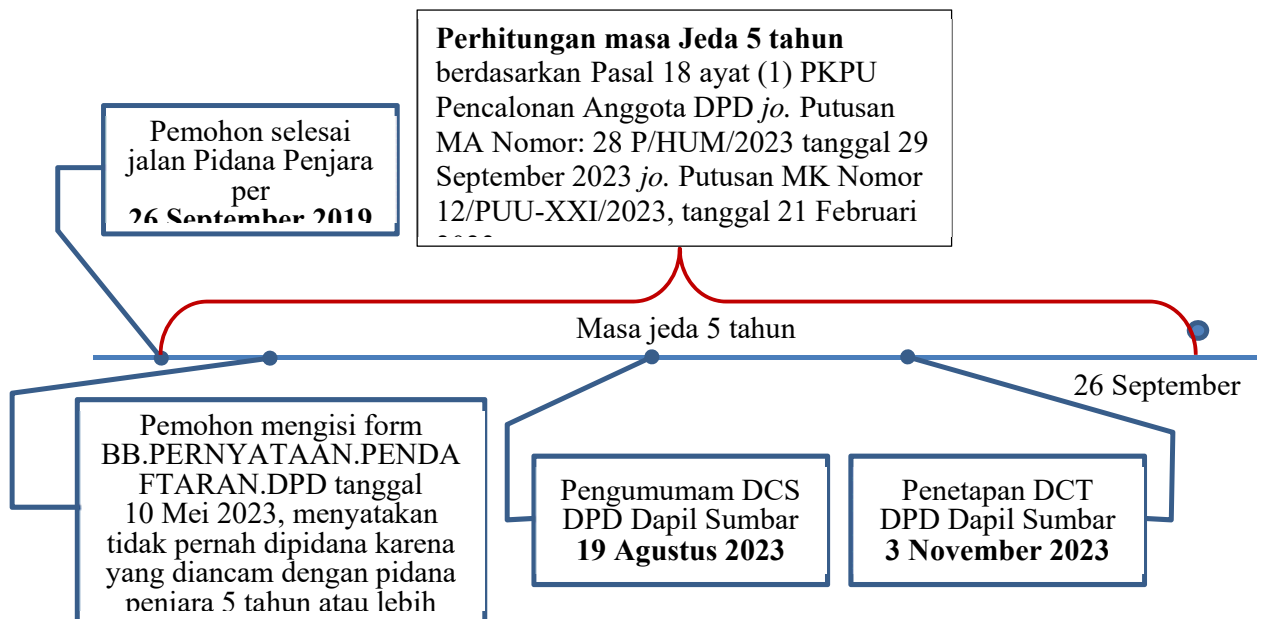 Perhitungan masa Jeda 5 tahun
berdasarkan Pasal 18 ayat (1) PKPU
Pencalonan Anggota DPD jo. Putusan
MA Nomor: 28 P/HUM/2023 tanggal 29
September 2023 jo. Putusan MK Nomor
12/PUU-XXI/2023, tanggal 21 Februari
Pemohon selesai
jalan Pidana Penjara
per
26 September 2019
Masa jeda 5 tahun
26 September
Pemohon mengisi form
BB.PERNYATAAN.PENDA
FTARAN.DPD tanggal
10 Mei 2023, menyatakan
tidak pernah dipidana karena
yang diancam dengan pidana
penjara 5 tahun atau lebih
Pengumumam DCS
DPD Dapil Sumbar
19 Agustus 2023
Penetapan DCT
DPD Dapil Sumbar
3 November 2023